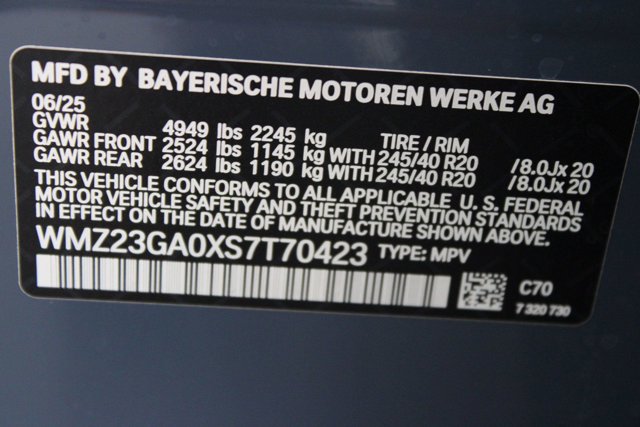 MFD BY BAYERISCHE MOTOREN WERKE AG
06/25
GVWR 4949 lbs 2245 kg TIRE / RIM
GAWR FRONT 2524 lbs 1145 kg WITH 245/40 R20 /8.0Jx 20
GAWR REAR 2624 lbs 1190 kg WITH 245/40 R20 /8.0Jx 20
THIS VEHICLE CONFORMS TO ALL APPLICABLE U. S. FEDERAL
MOTOR VEHICLE SAFETY AND THEFT PREVENTION STANDARDS
IN EFFECT ON THE DATE OF MANUFACTURE SHOWN ABOVE.
WMZ23GA0XS7T70423 TYPE: MPV
C70
7 320 730